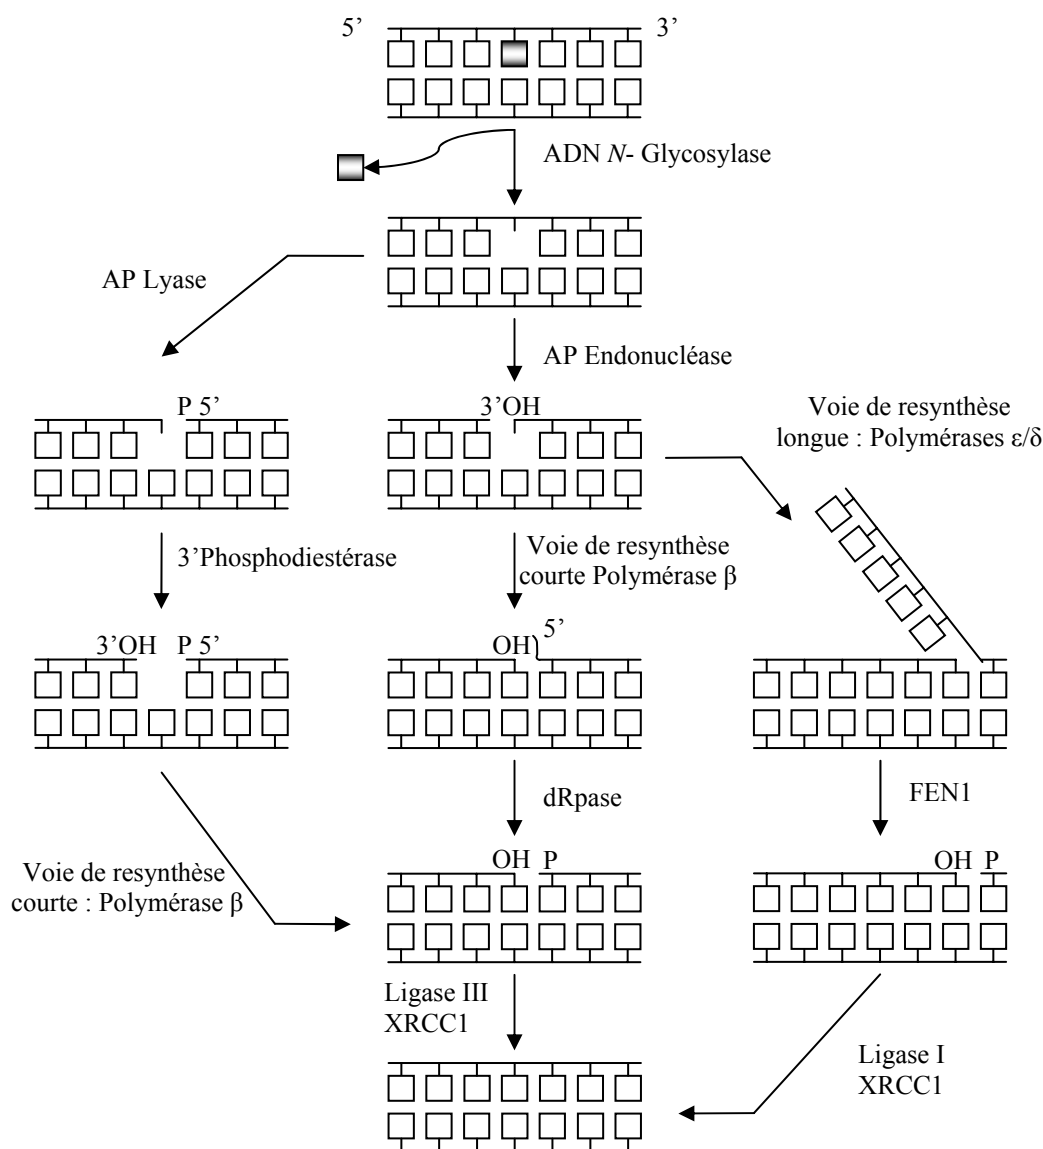 5’ 3’
ADN N- Glycosylase
AP Lyase
AP Endonucléase
P 5’
3’OH
Voie de resynthèse
longue : Polymérases ε/δ
3’Phosphodiestérase
Voie de resynthèse
courte Polymérase β
3’OH P 5’
OH 5’
dRpase
FEN1
Voie de resynthèse
courte : Polymérase β
OH P
OH P
Ligase III
XRCC1
Ligase I
XRCC1